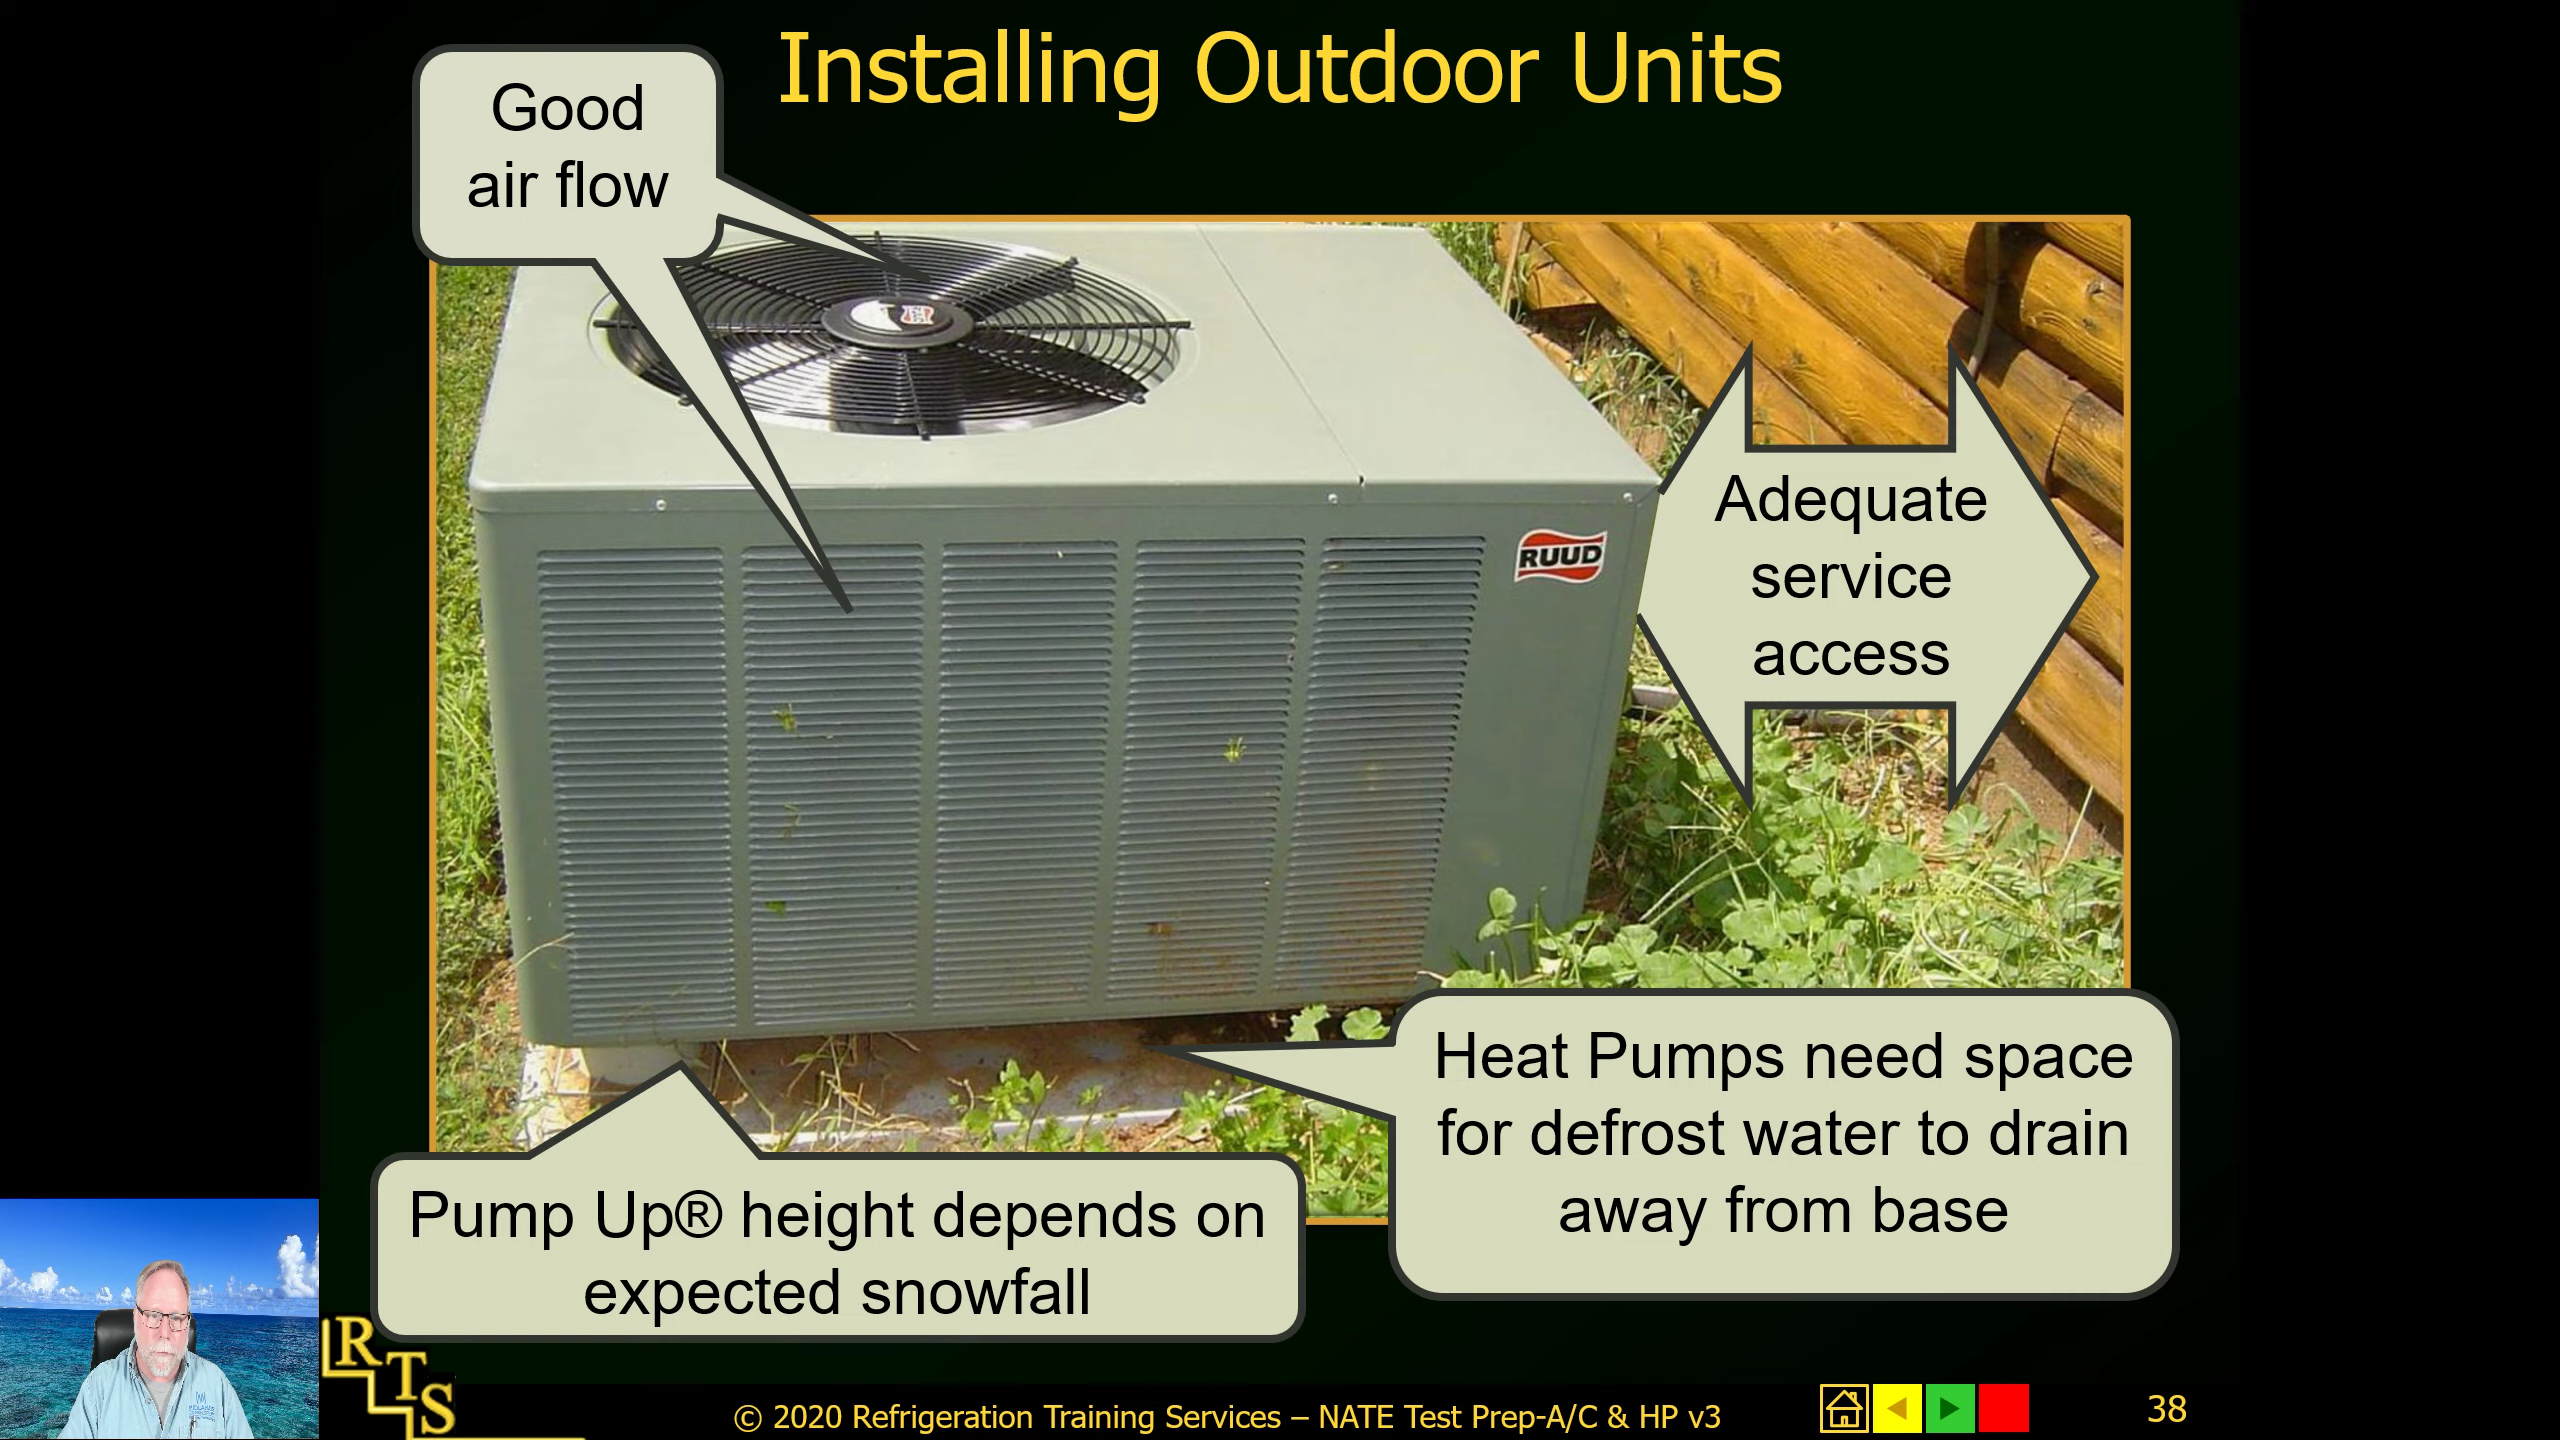 Installing Outdoor Units
Good
air flow
RUUD
Adequate
service
access
Heat Pumps need space
for defrost water to drain
away from base
Pump Up® height depends on
expected snowfall
RTS
© 2020 Refrigeration Training Services – NATE Test Prep-A/C & HP v3
38